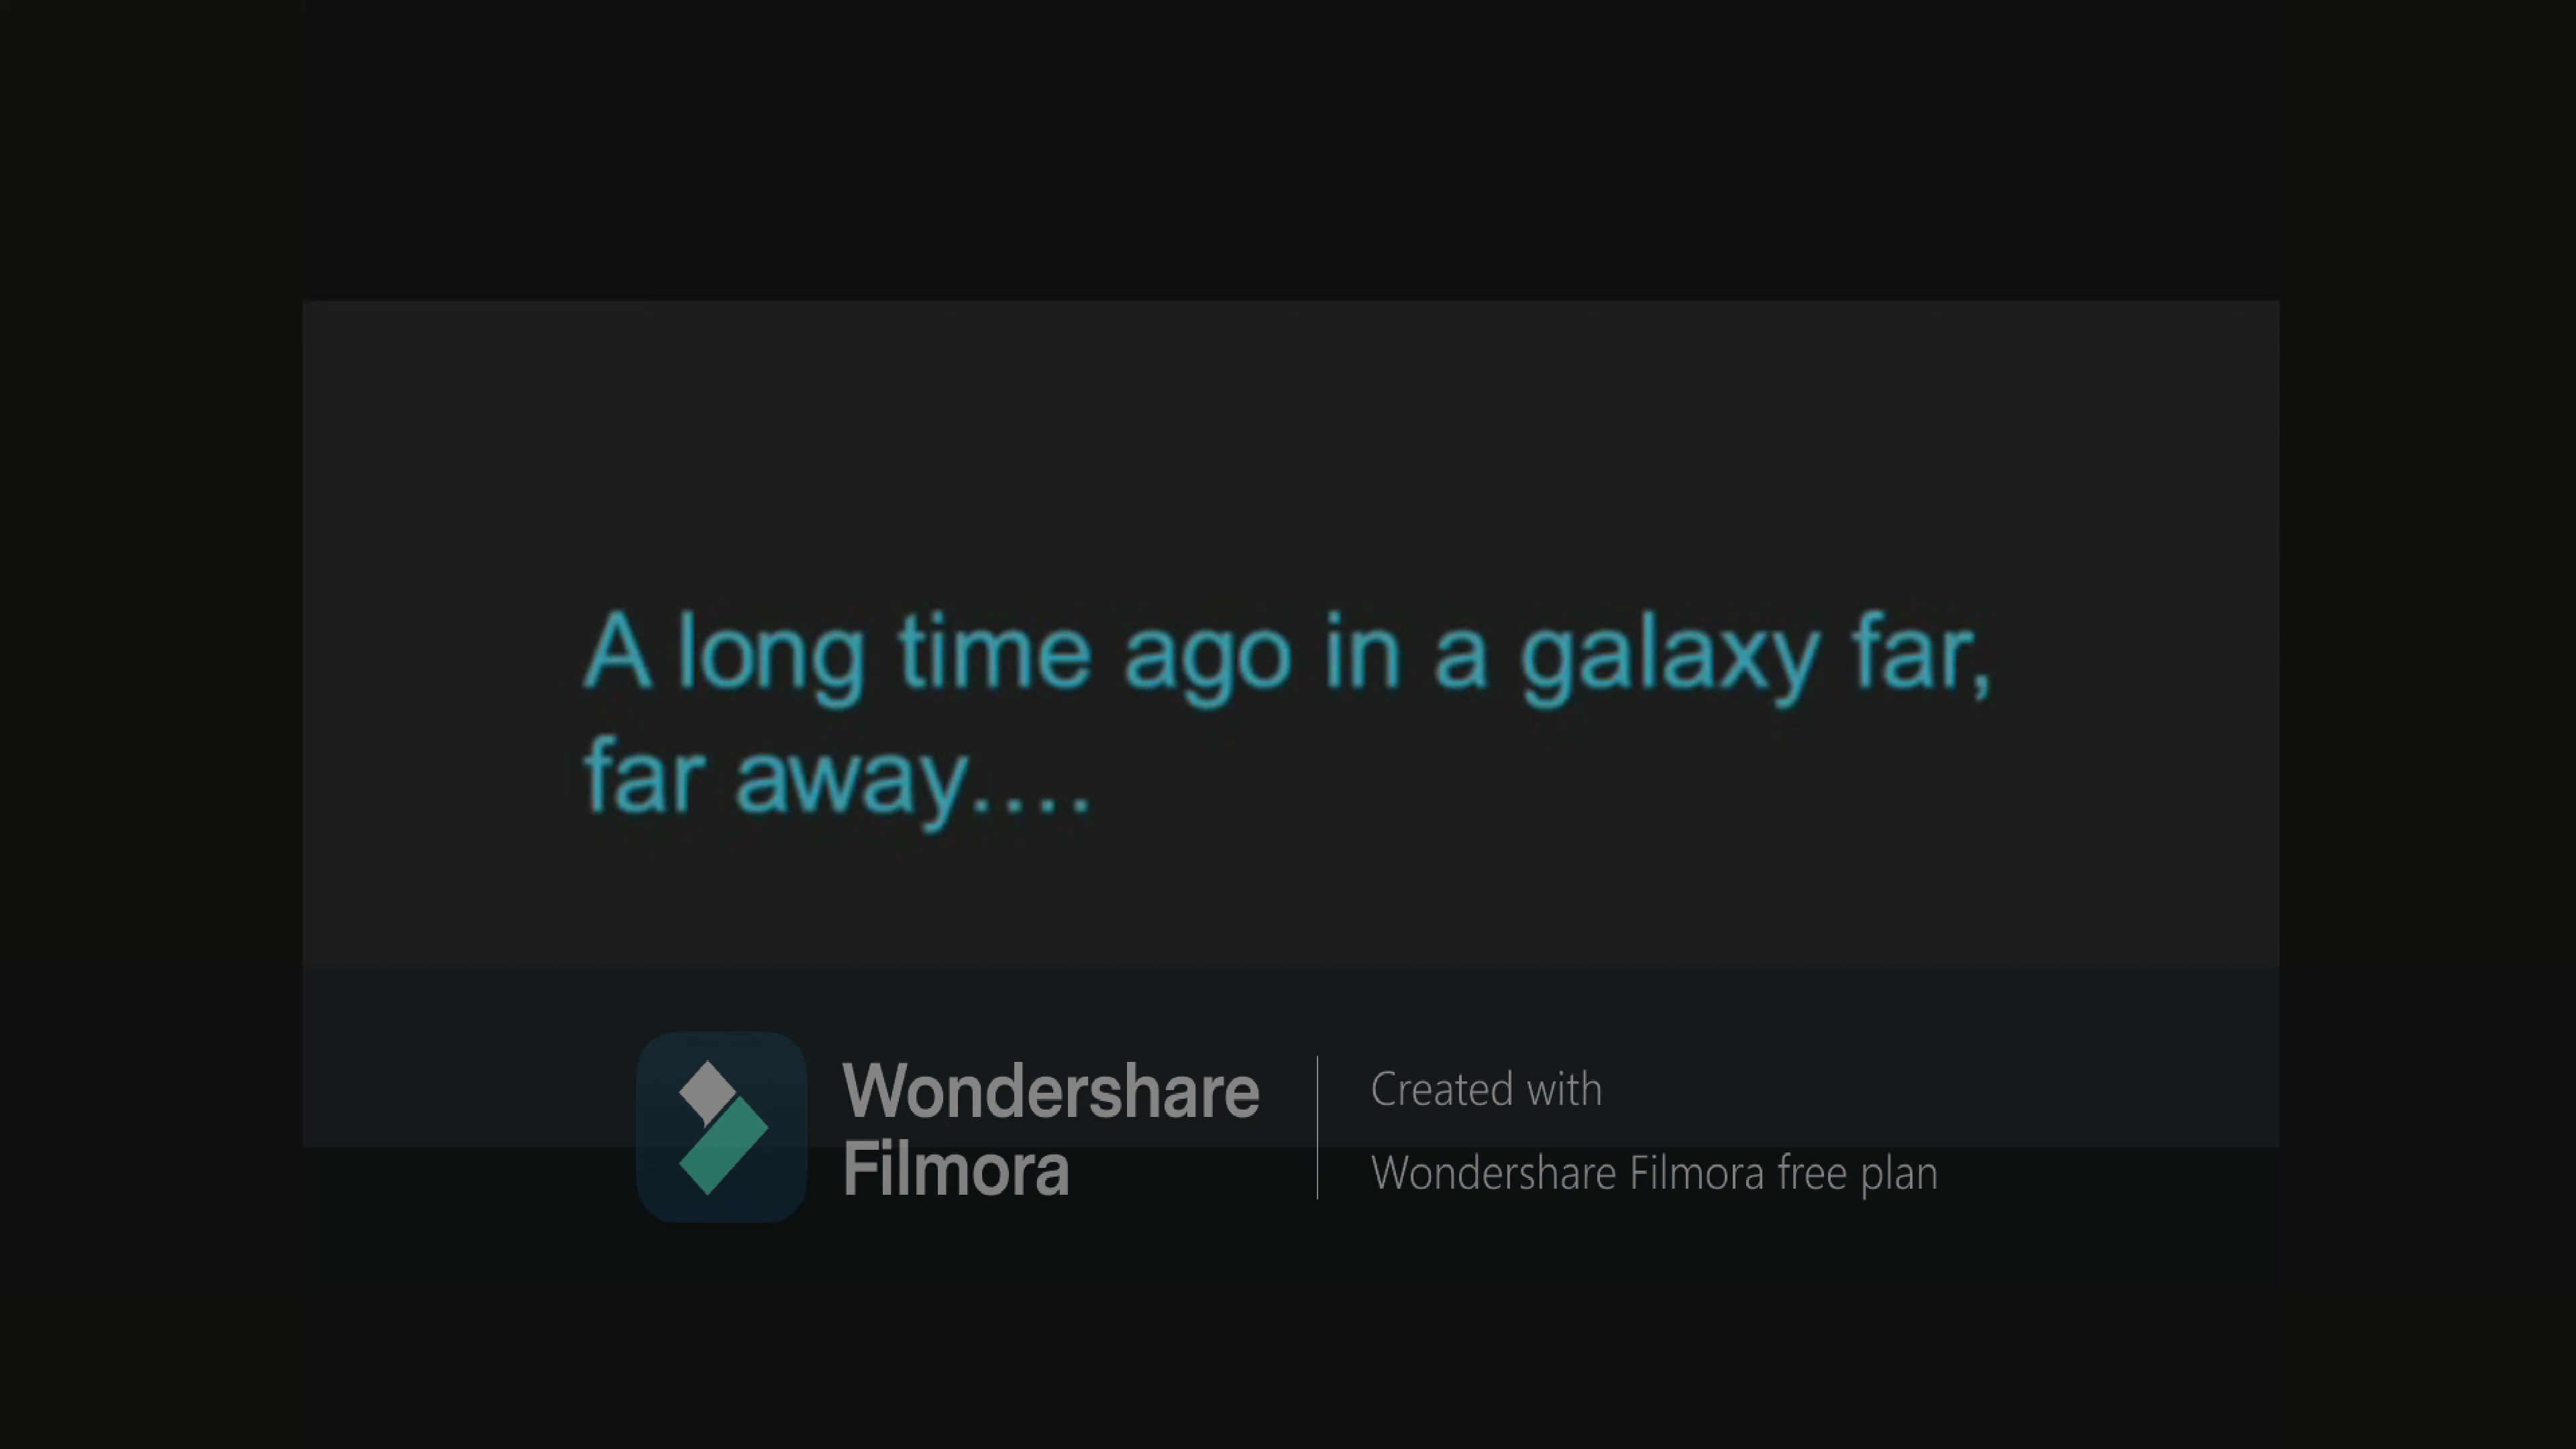 A long time ago in a galaxy far,
far away....
Wondershare
Filmora
Created with
Wondershare Filmora free plan